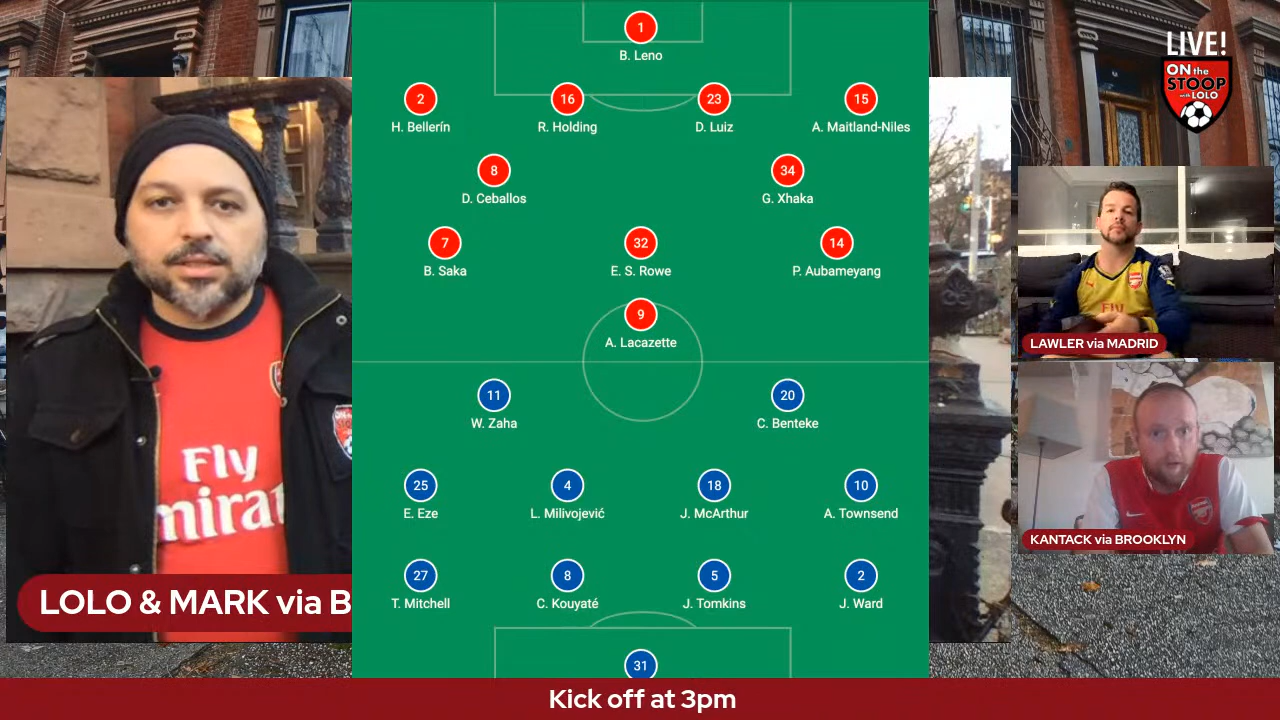 1
B. Leno
2
16
23
15
H. Bellerín
R. Holding
D. Luiz
A. Maitland-Niles
8
34
D. Ceballos
G. Xhaka
7
32
14
B. Saka
E. S. Rowe
P. Aubameyang
9
A. Lacazette
11
20
W. Zaha
C. Benteke
25
4
18
10
E. Eze
L. Milivojević
J. McArthur
A. Townsend
27
8
5
2
T. Mitchell
C. Kouyaté
J. Tomkins
J. Ward
31
LIVE!
ON the
STOOP
with LOLO
Fly
mirat
LOLO & MARK via B
LAWLER via MADRID
KANTACK via BROOKLYN
Kick off at 3pm